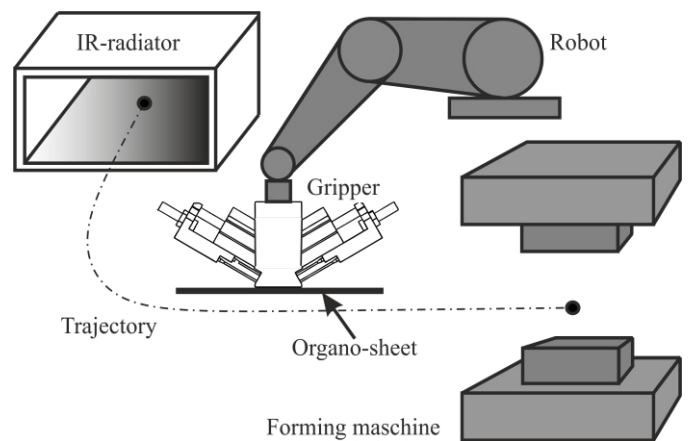 IR-radiator
Robot
Gripper
Trajectory
Organo-sheet
Forming maschine